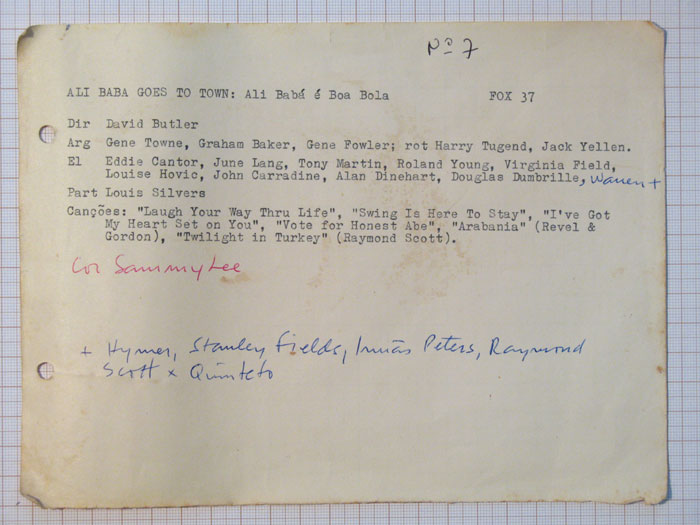 Nº 7
ALI BABA GOES TO TOWN: Ali Babá é Boa Bola FOX 37
Dir David Butler
Arg Gene Towne, Graham Baker, Gene Fowler; rot Harry Tugend, Jack Yellen.
El Eddie Cantor, June Lang, Tony Martin, Roland Young, Virginia Field,
Louise Hovic, John Carradine, Alan Dinehart, Douglas Dumbrille, Warren +
Part Louis Silvers
Canções: "Laugh Your Way Thru Life", "Swing Is Here To Stay", "I've Got
My Heart Set on You", "Vote for Honest Abe", "Arabania" (Revel &
Gordon), "Twilight in Turkey" (Raymond Scott).
Cor Sammy Lee
+ Hymer, Stanley Fields, Irmãs Peters, Raymond
Scott x Quinteto